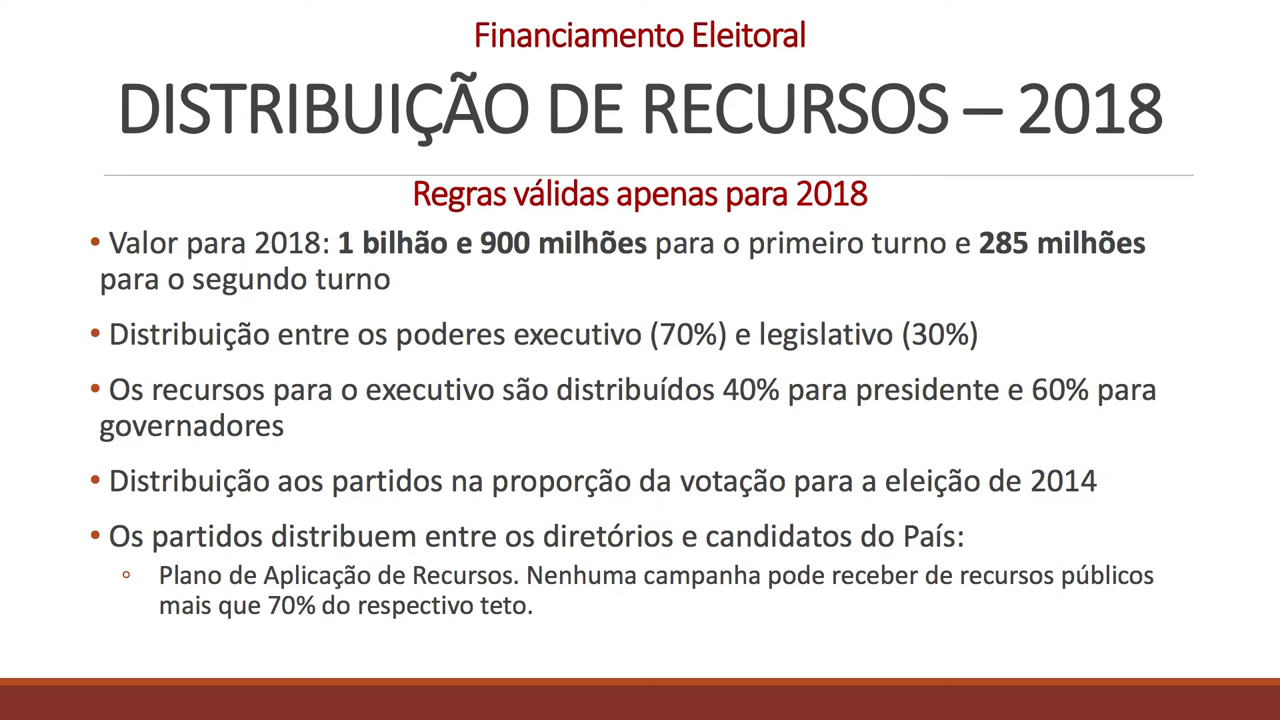 Financiamento Eleitoral
DISTRIBUIÇÃO DE RECURSOS – 2018
Regras válidas apenas para 2018
• Valor para 2018: 1 bilhão e 900 milhões para o primeiro turno e 285 milhões
para o segundo turno
• Distribuição entre os poderes executivo (70%) e legislativo (30%)
• Os recursos para o executivo são distribuídos 40% para presidente e 60% para
governadores
• Distribuição aos partidos na proporção da votação para a eleição de 2014
• Os partidos distribuem entre os diretórios e candidatos do País:
◦ Plano de Aplicação de Recursos. Nenhuma campanha pode receber de recursos públicos
mais que 70% do respectivo teto.